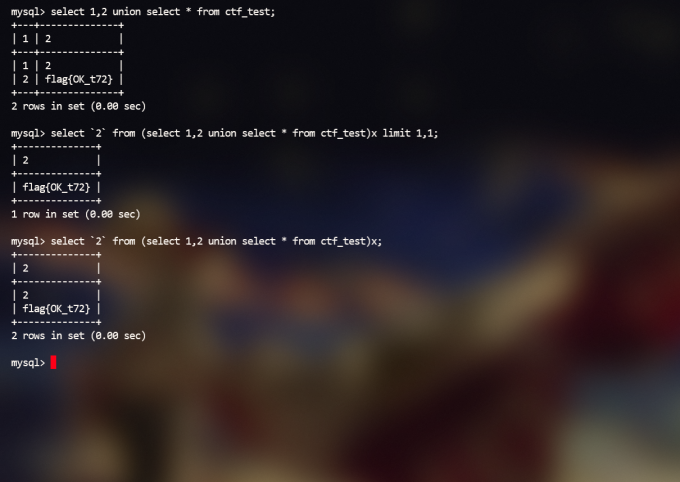 mysql> select 1,2 union select * from ctf_test;
+---+--------------+
| 1 | 2            |
+---+--------------+
| 1 | 2            |
| 2 | flag{OK_t72} |
+---+--------------+
2 rows in set (0.00 sec)
mysql> select `2` from (select 1,2 union select * from ctf_test)x limit 1,1;
+--------------+
| 2            |
+--------------+
| flag{OK_t72} |
+--------------+
1 row in set (0.00 sec)
mysql> select `2` from (select 1,2 union select * from ctf_test)x;
+--------------+
| 2            |
+--------------+
| 2            |
| flag{OK_t72} |
+--------------+
2 rows in set (0.00 sec)
mysql>